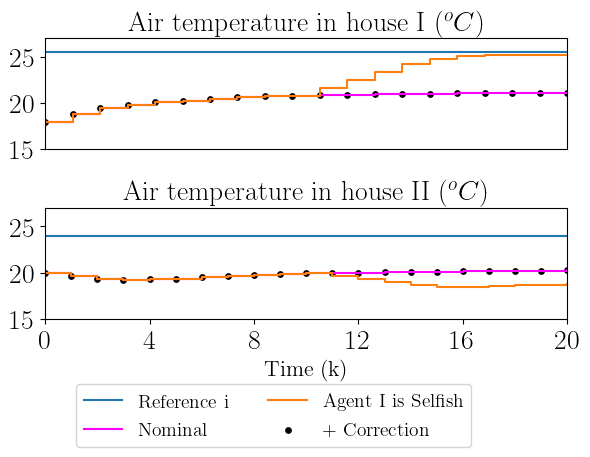 Air temperature in house I (°C)
25
20
15
Air temperature in house II (°C)
25
20
15
0 4 8 12 16 20
Time (k)
Reference i Agent I is Selfish
Nominal + Correction